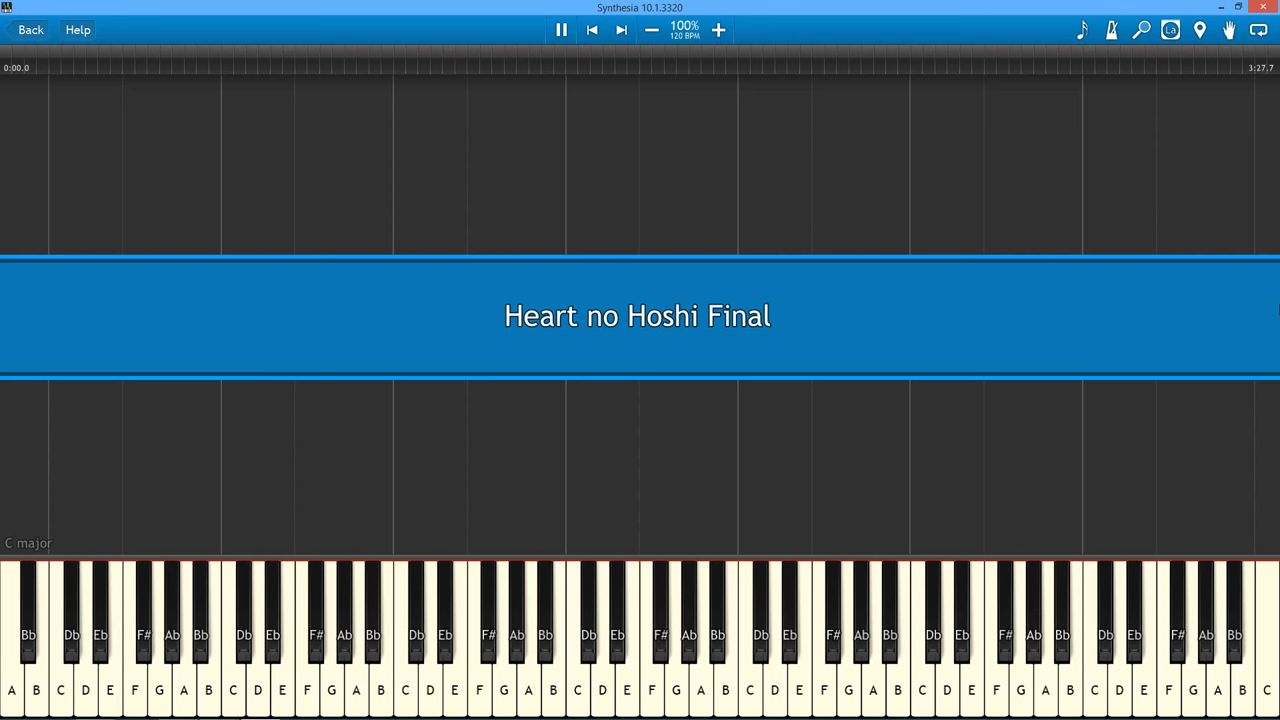 Synthesia 10.1.3320
Back Help 100% 120 BPM La
0:00.0 3:27,7
Heart no Hoshi Final
C major
Bb Db Eb F# Ab Bb Db Eb F# Ab Bb Db Eb F# Ab Bb Db Eb F# Ab Bb Db Eb F# Ab Bb Db Eb F# Ab Bb Db Eb F# Ab Bb
A B C D E F G A B C D E F G A B C D E F G A B C D E F G A B C D E F G A B C D E F G A B C D E F G A B C